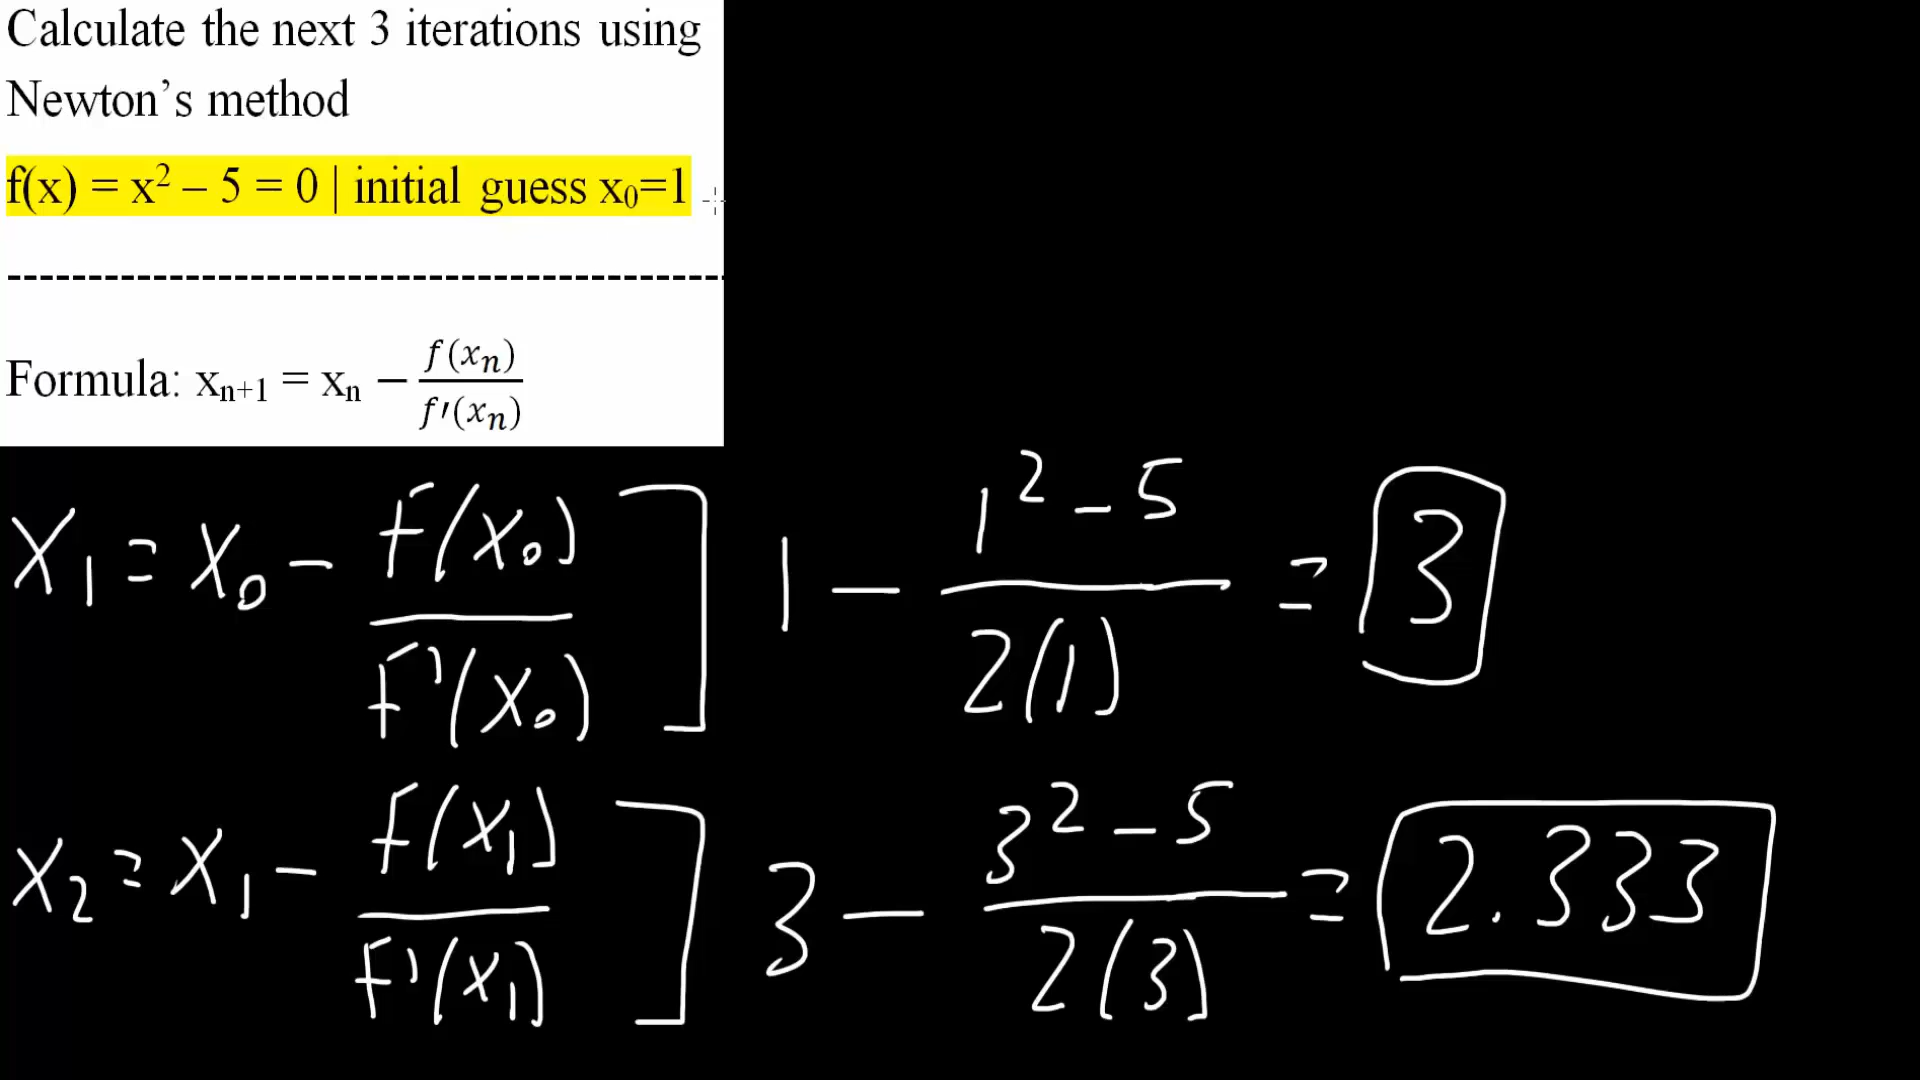 Calculate the next 3 iterations using
Newton’s method
f(x) = x² – 5 = 0 | initial guess x₀=1
--------------------------------------------------
Formula: xₙ₊₁ = xₙ − f(xₙ)/f′(xₙ)
X₁ = X₀ − f(X₀)/f'(X₀) ] 1 − (1² − 5)/2(1) = 3
X₂ = X₁ − f(X₁)/f'(X₁) ] 3 − (3² − 5)/2(3) = 2.333